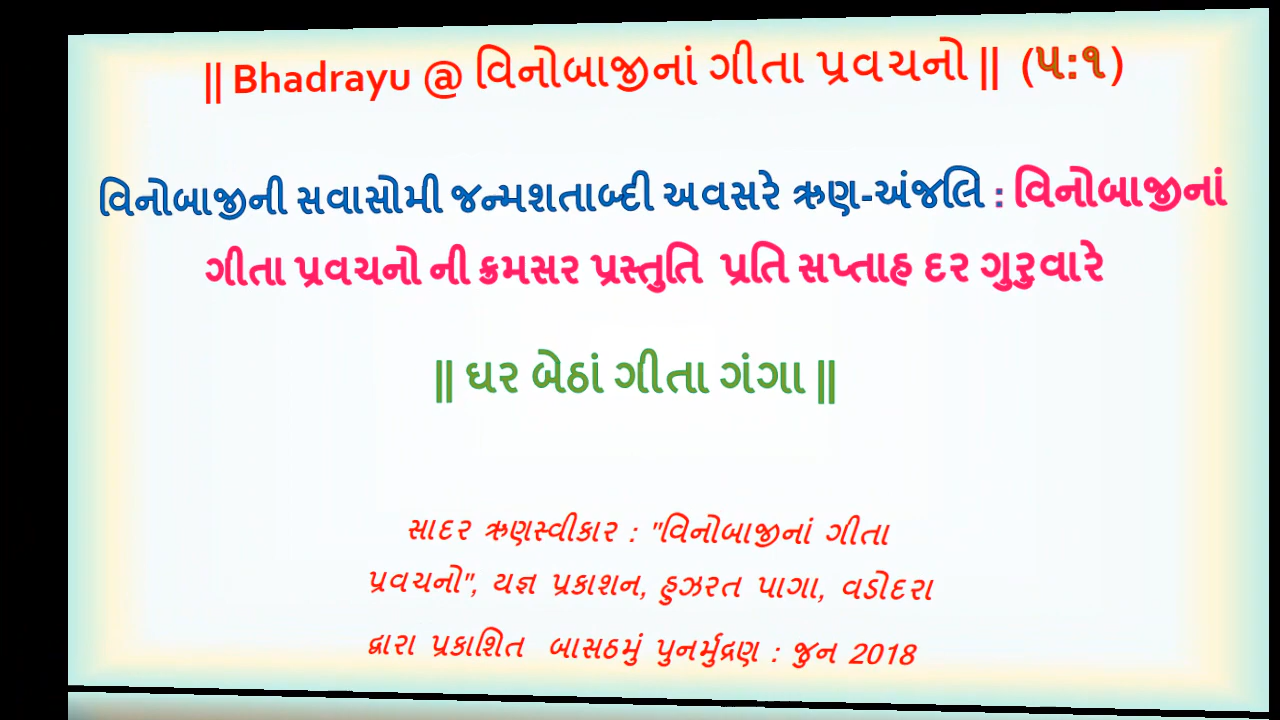 || Bhadrayu @ વિનોબાજીનાં ગીતા પ્રવચનો || (૫:૧)
વિનોબાજીની સવાસોમી જન્મશતાબ્દી અવસરે ઋણ-અંજલિ : વિનોબાજીનાં
ગીતા પ્રવચનો ની ક્રમસર પ્રસ્તુતિ પ્રતિ સપ્તાહ દર ગુરુવારે
|| ઘર બેઠાં ગીતા ગંગા ||
સાદર ઋણસ્વીકાર : "વિનોબાજીનાં ગીતા
પ્રવચનો", યજ્ઞ પ્રકાશન, હુઝરત પાગા, વડોદરા
દ્વારા પ્રકાશિત બાસઠમું પુનર્મુદ્રણ : જુન 2018